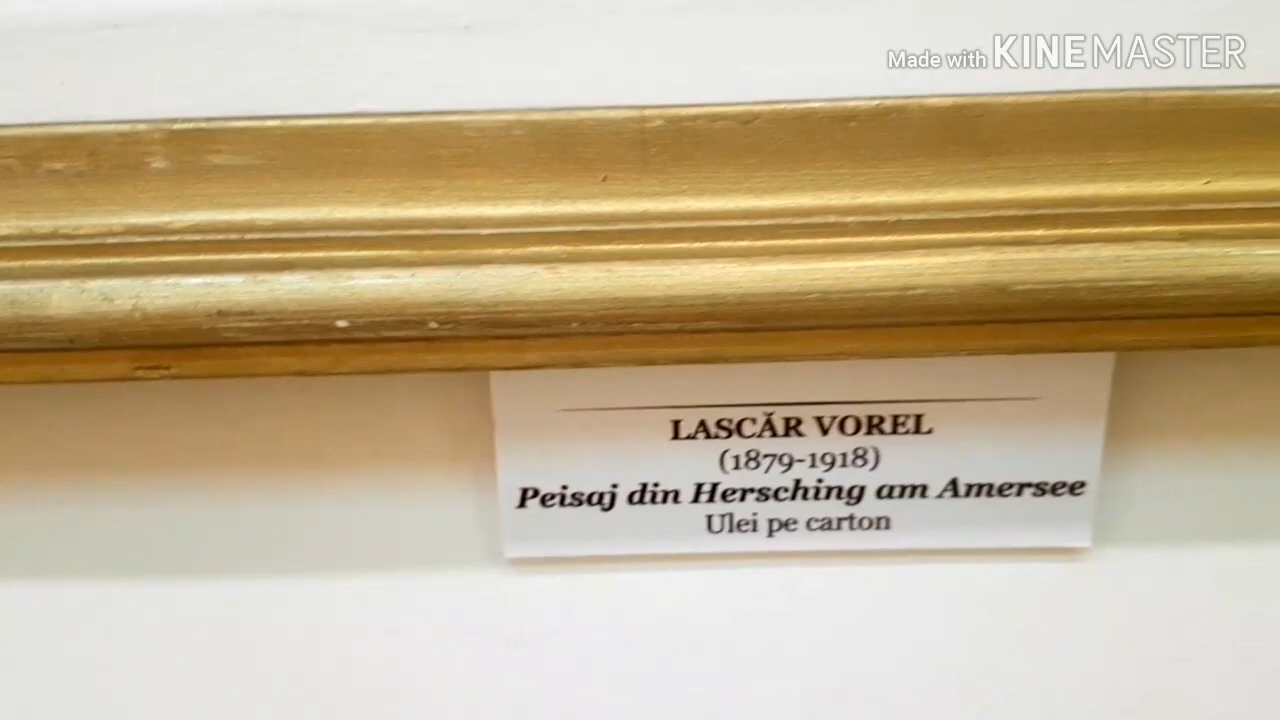 Made with KINEMASTER
LASCĂR VOREL
(1879-1918)
Peisaj din Hersching am Amersee
Ulei pe carton